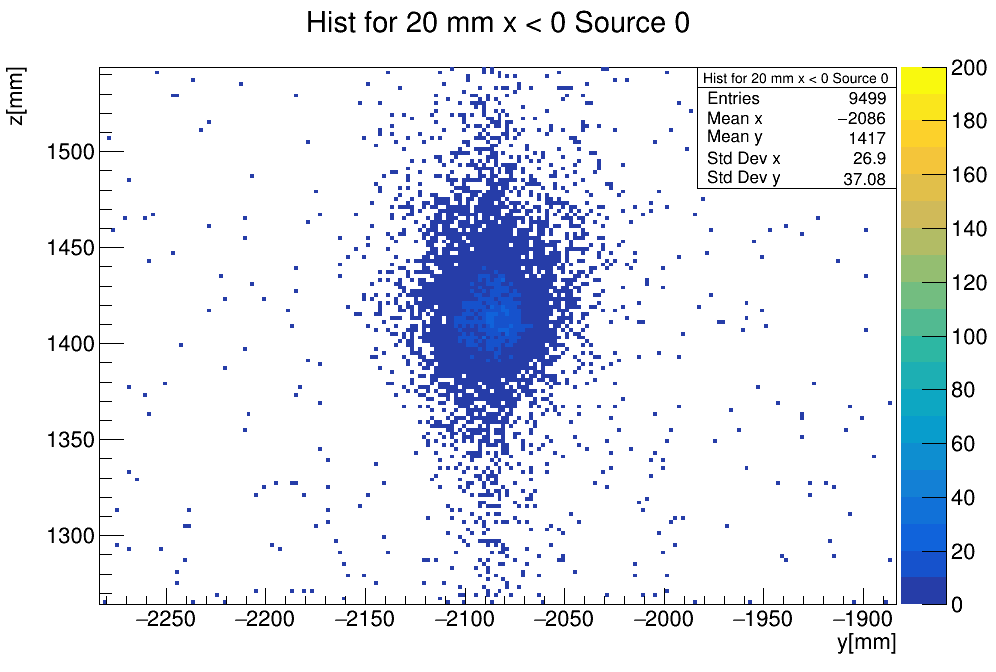 Hist for 20 mm x < 0 Source 0
z[mm]
Hist for 20 mm x < 0 Source 0
Entries 9499
Mean x −2086
Mean y 1417
Std Dev x 26.9
Std Dev y 37.08
1500
1450
1400
1350
1300
200
180
160
140
120
100
80
60
40
20
0
−2250 −2200 −2150 −2100 −2050 −2000 −1950 −1900
y[mm]